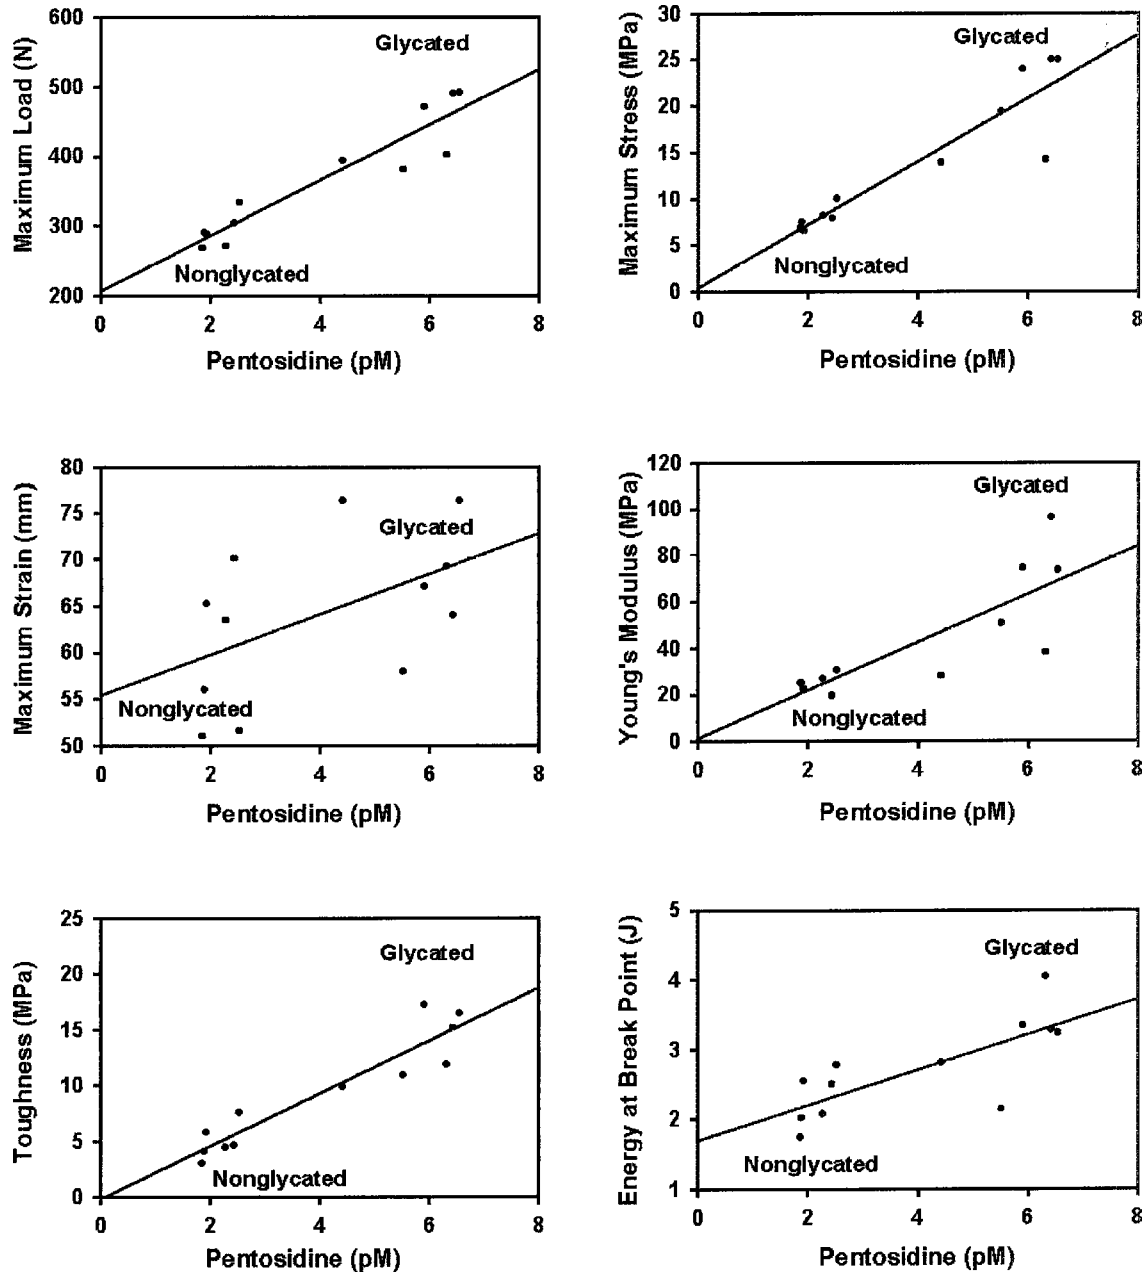 Maximum Load (N)
600
500
400
300
200
Glycated
Nonglycated
0 2 4 6 8
Pentosidine (pM)
Maximum Stress (MPa)
30
25
20
15
10
5
0
Glycated
Nonglycated
0 2 4 6 8
Pentosidine (pM)
Maximum Strain (mm)
80
75
70
65
60
55
50
Glycated
Nonglycated
0 2 4 6 8
Pentosidine (pM)
Young's Modulus (MPa)
120
100
80
60
40
20
0
Glycated
Nonglycated
0 2 4 6 8
Pentosidine (pM)
Toughness (MPa)
25
20
15
10
5
0
Glycated
Nonglycated
0 2 4 6 8
Pentosidine (pM)
Energy at Break Point (J)
5
4
3
2
1
Glycated
Nonglycated
0 2 4 6 8
Pentosidine (pM)